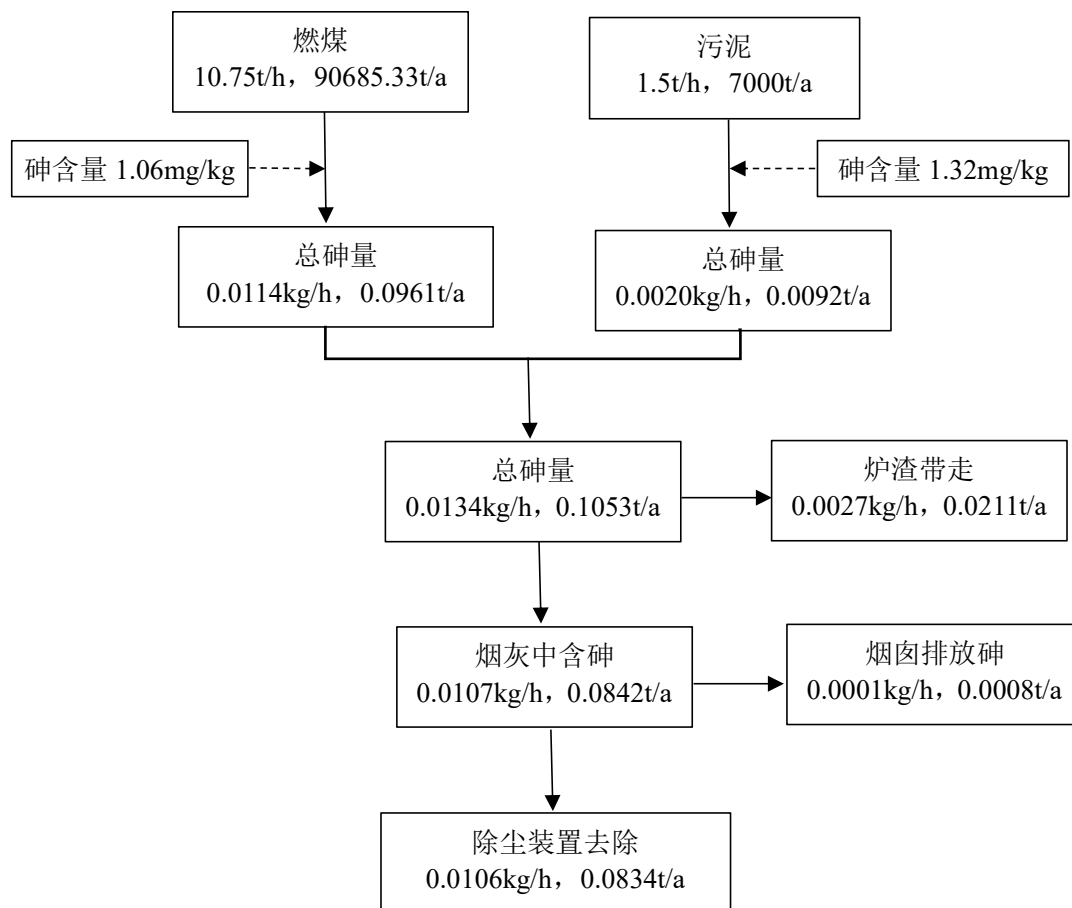 燃煤
10.75t/h，90685.33t/a
污泥
1.5t/h，7000t/a
砷含量 1.06mg/kg
砷含量 1.32mg/kg
总砷量
0.0114kg/h，0.0961t/a
总砷量
0.0020kg/h，0.0092t/a
总砷量
0.0134kg/h，0.1053t/a
炉渣带走
0.0027kg/h，0.0211t/a
烟灰中含砷
0.0107kg/h，0.0842t/a
烟囱排放砷
0.0001kg/h，0.0008t/a
除尘装置去除
0.0106kg/h，0.0834t/a